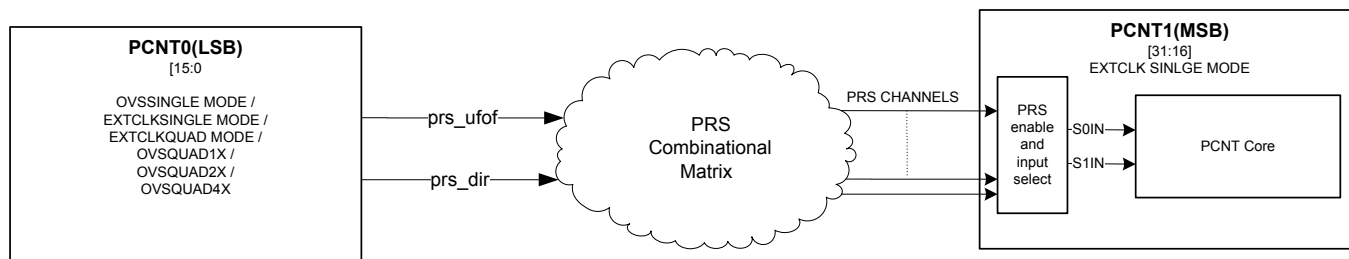 PCNT0(LSB)
[15:0
OVSSINGLE MODE /
EXTCLKSINGLE MODE /
EXTCLKQUAD MODE /
OVSQUAD1X /
OVSQUAD2X /
OVSQUAD4X
prs_ufof
prs_dir
PRS
Combinational
Matrix
PRS CHANNELS
PCNT1(MSB)
[31:16]
EXTCLK SINLGE MODE
PRS
enable
and
input
select
S0IN
S1IN
PCNT Core